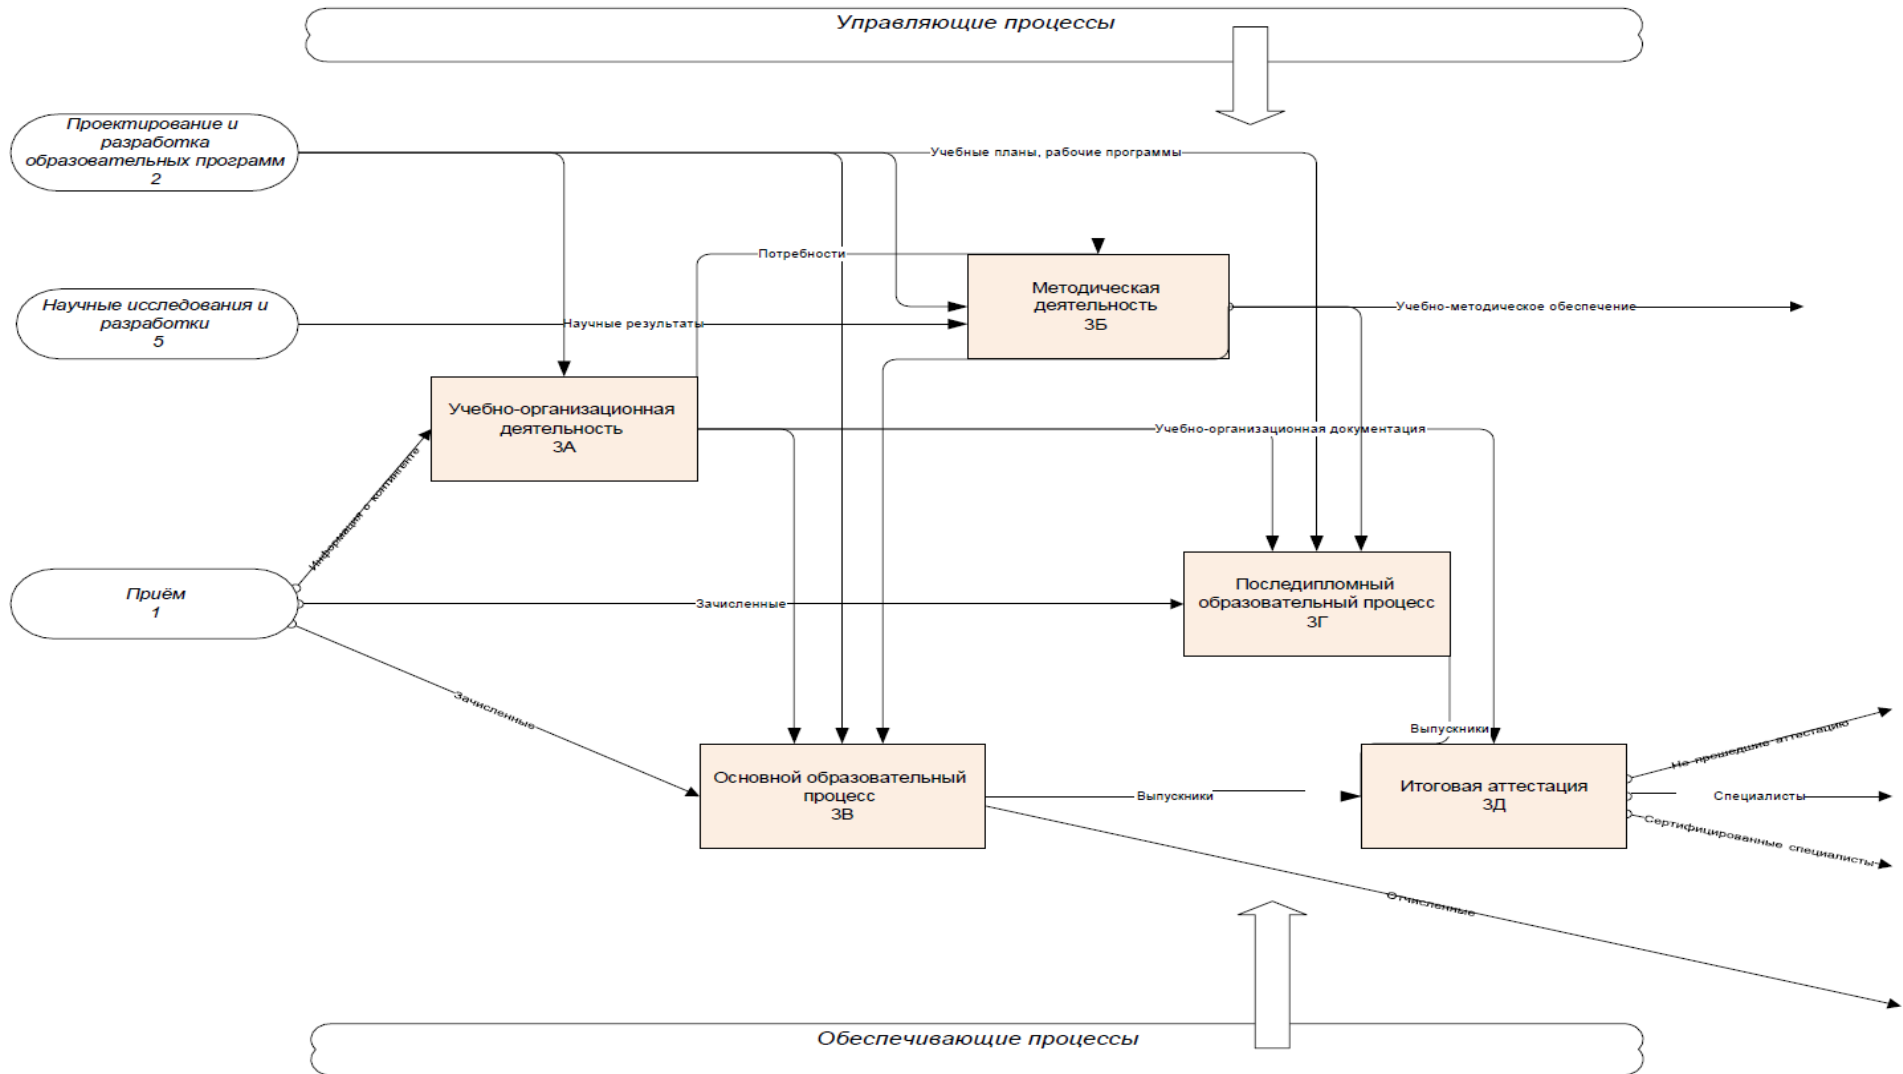 Управляющие процессы
Проектирование и
разработка
образовательных программ
2
Учебные планы, рабочие программы
Потребности
Методическая
деятельность
3Б
Научные исследования и
разработки
5
Научные результаты
Учебно-методическое обеспечение
Учебно-организационная
деятельность
3А
Учебно-организационная документация
Информация о контингенте
Приём
1
Зачисленные
Последипломный
образовательный процесс
3Г
Зачисленные
Выпускники
Не прошедшие аттестацию
Основной образовательный
процесс
3В
Выпускники
Итоговая аттестация
3Д
Специалисты
Сертифицированные специалисты
Отчисленные
Обеспечивающие процессы